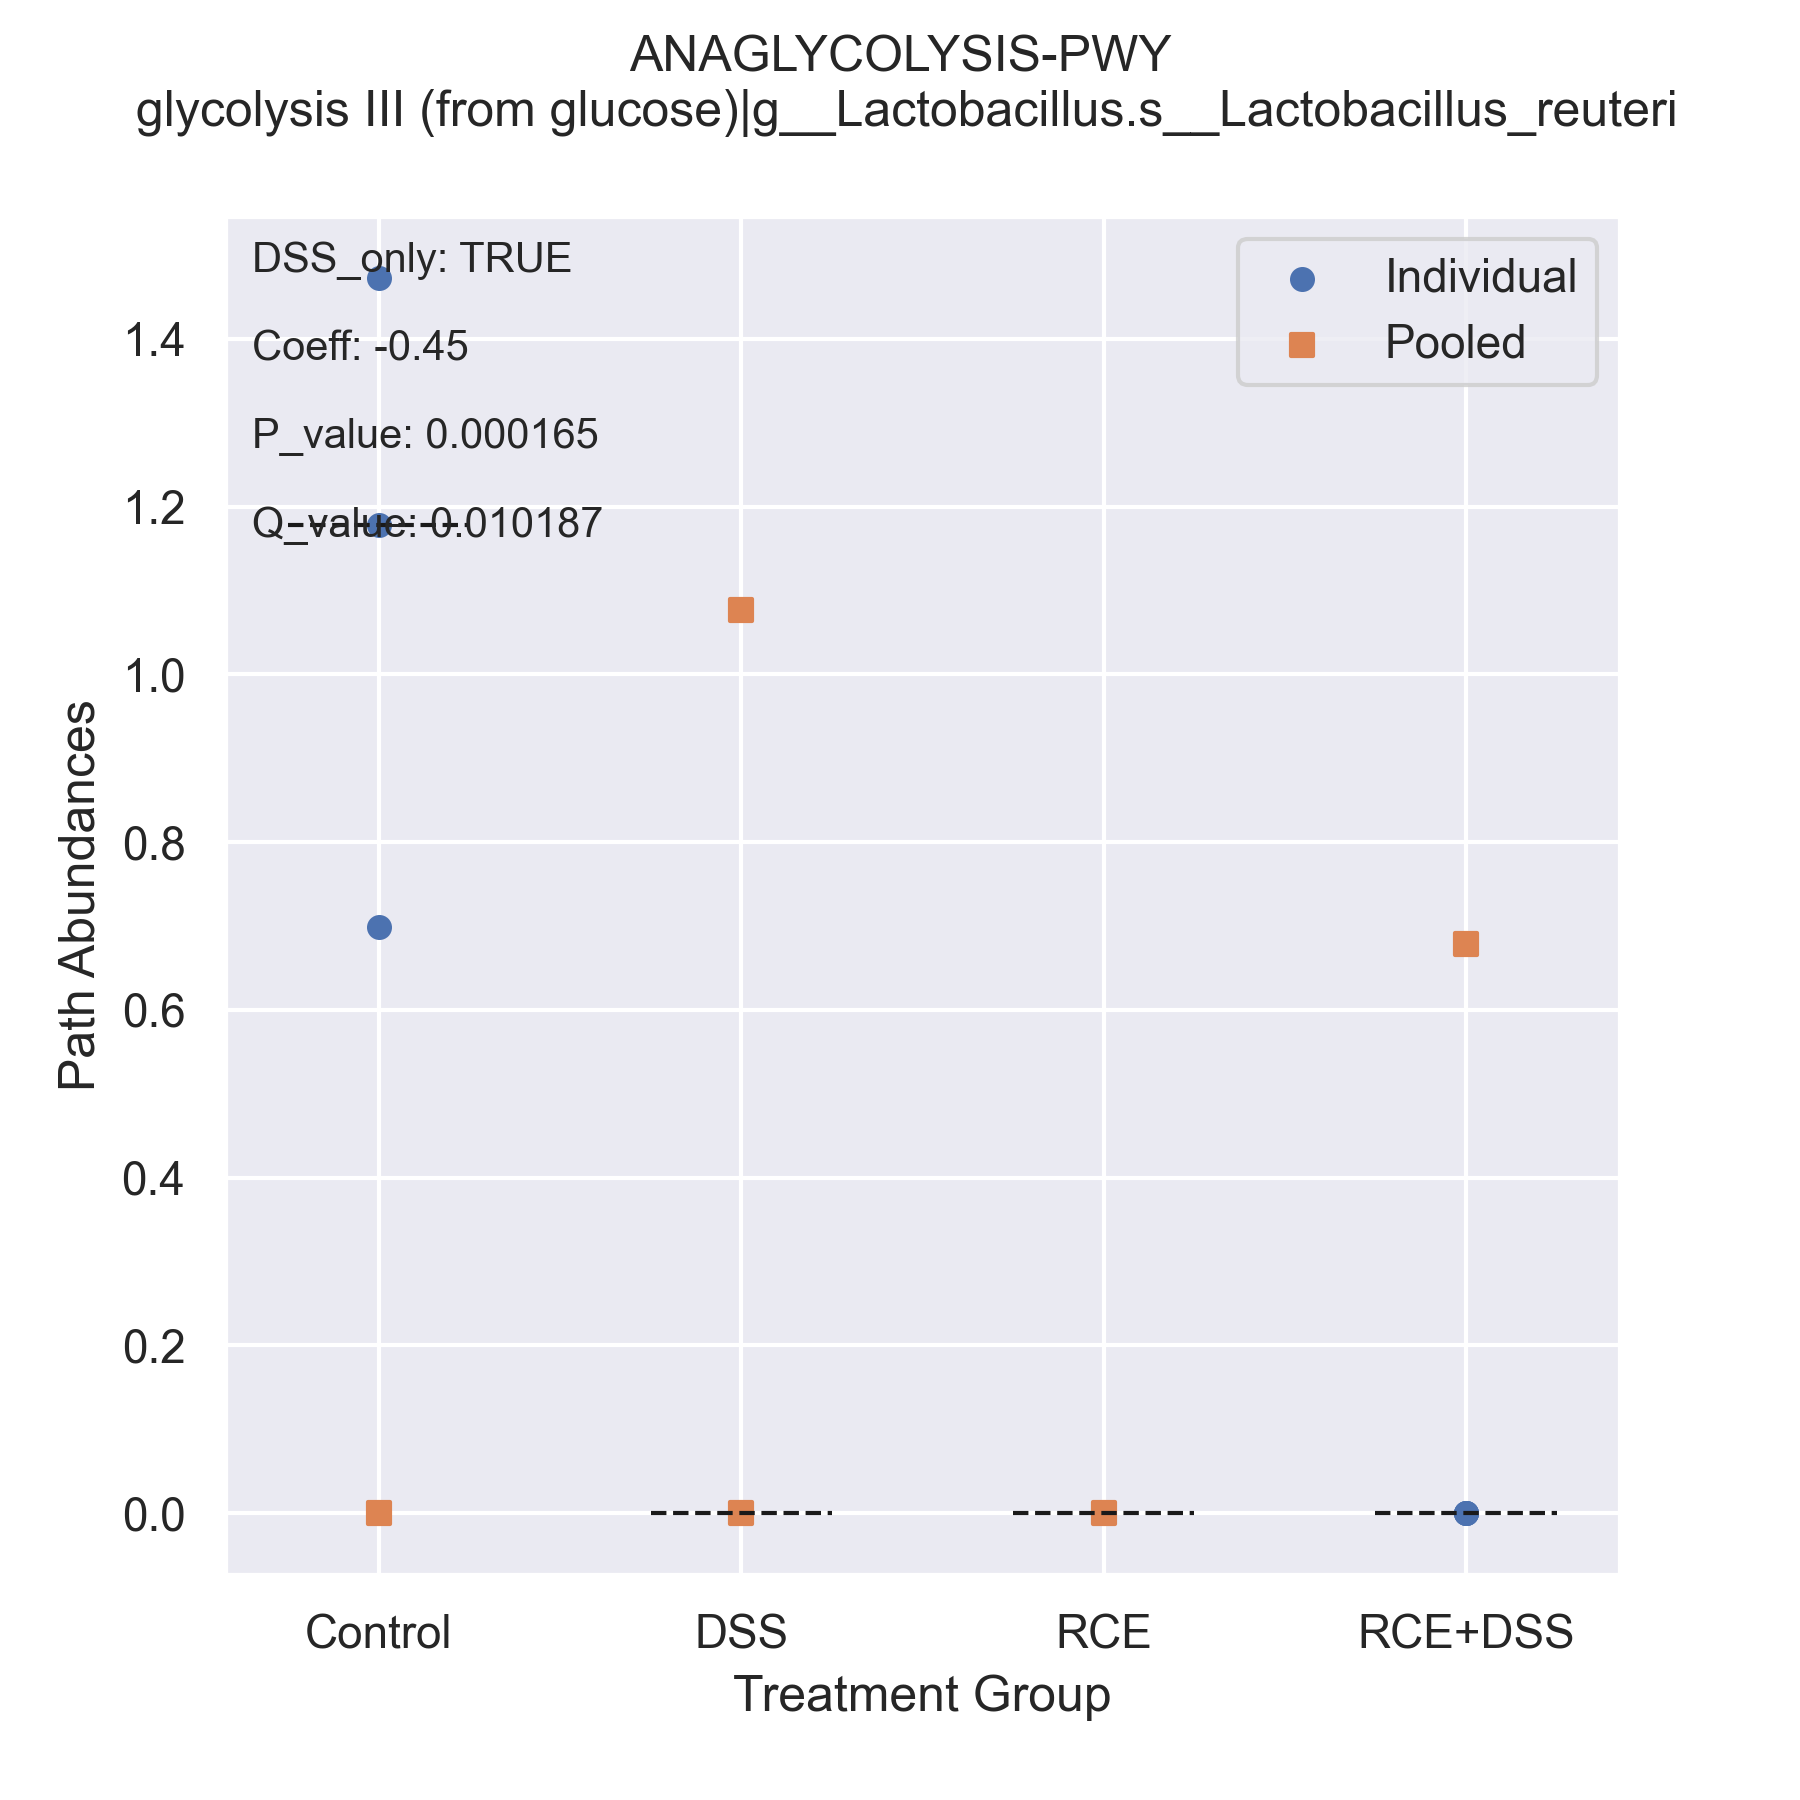 ANAGLYCOLYSIS-PWY
glycolysis III (from glucose)|g__Lactobacillus.s__Lactobacillus_reuteri
DSS_only: TRUE
Coeff: -0.45
P_value: 0.000165
Q_value: 0.010187
Individual
Pooled
1.4
1.2
1.0
0.8
0.6
0.4
0.2
0.0
Path Abundances
Control DSS RCE RCE+DSS
Treatment Group